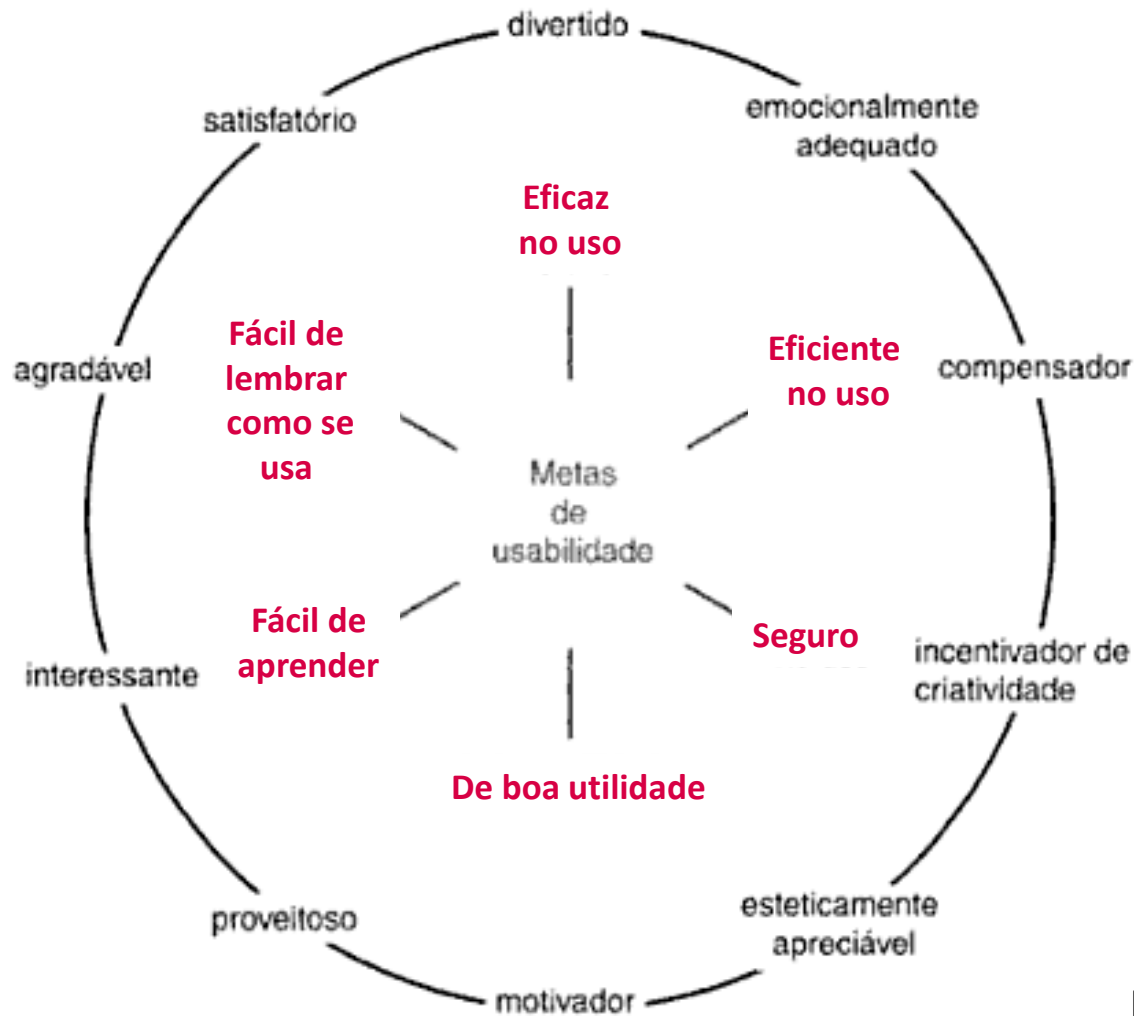 divertido
satisfatório
emocionalmente
adequado
Eficaz
no uso
Fácil de
lembrar
como se
usa
Eficiente
no uso
agradável
compensador
Metas
de
usabilidade
Fácil de
aprender
Seguro
interessante
incentivador de
criatividade
De boa utilidade
proveitoso
esteticamente
apreciável
motivador